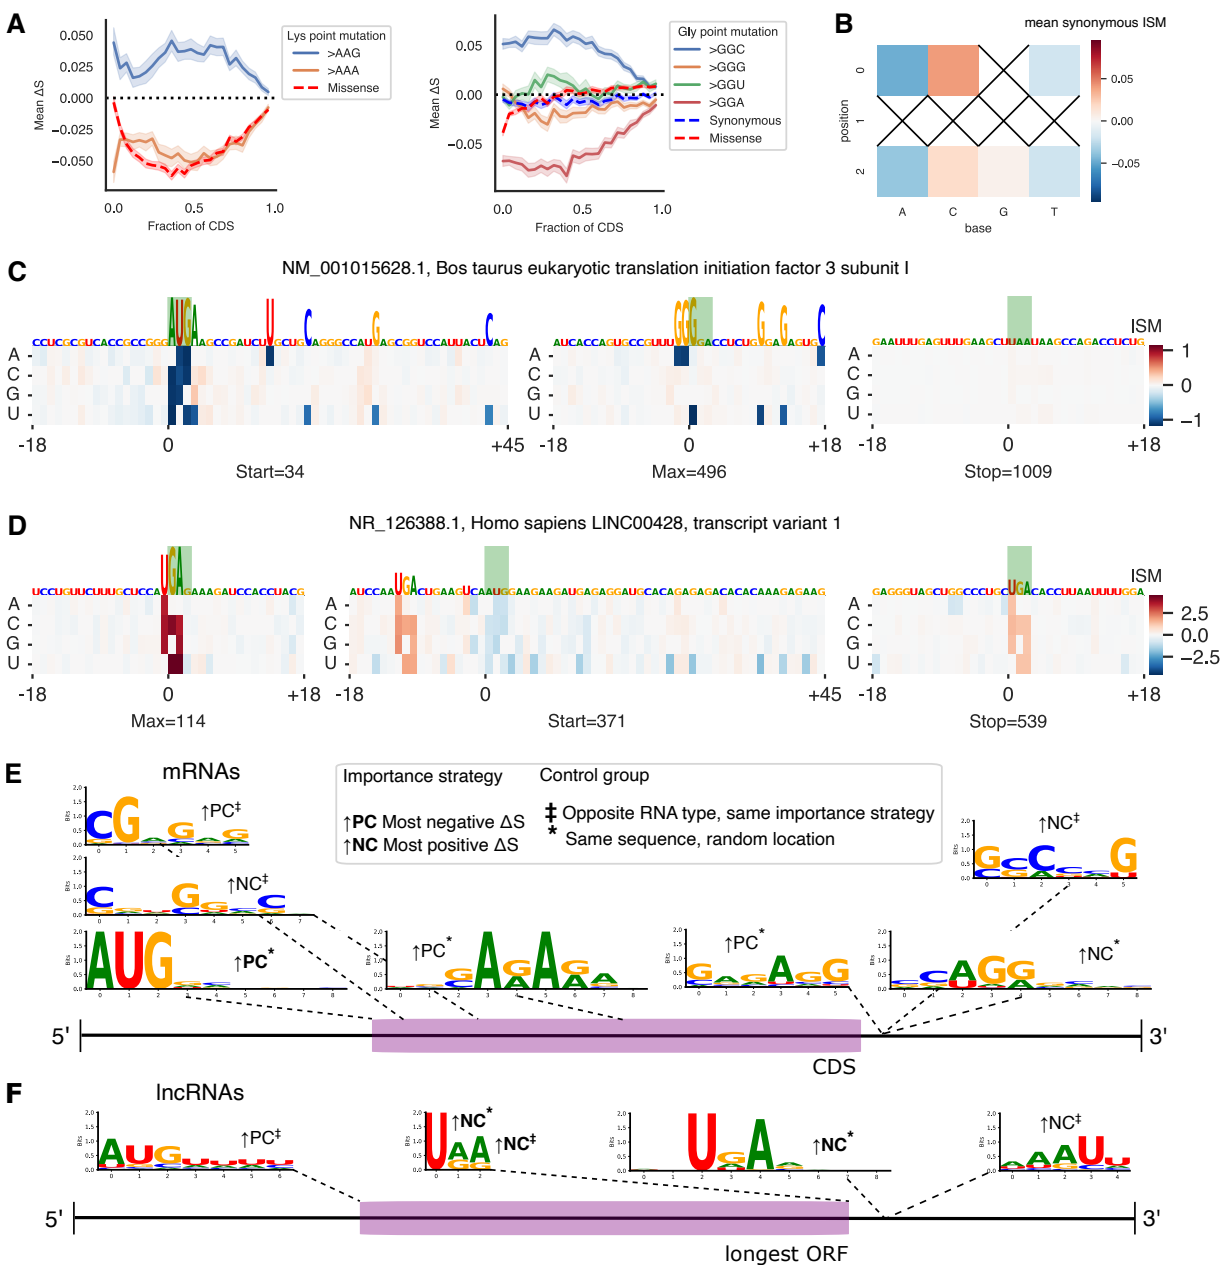 A
0.050
0.025
0.000
−0.025
−0.050
Mean ΔS
0.0 0.5 1.0
Fraction of CDS
Lys point mutation
>AAG
>AAA
Missense
0.05
0.00
−0.05
Mean ΔS
0.0 0.5 1.0
Fraction of CDS
Gly point mutation
>GGC
>GGG
>GGU
>GGA
Synonymous
Missense
B
mean synonymous ISM
position
0
1
2
A C G T
base
0.05
0.00
−0.05
C
NM_001015628.1, Bos taurus eukaryotic translation initiation factor 3 subunit I
CCUCGCGUCACCGCCGGGAUGAAGCCGAUCUUGCUGCAGGGCCAUGAGCGGUCCAUUACUCAG
AUCACCAGUGCCGUUUGGGGACCUCUGGGAGAGUGC
GAAUUUGAGUUUGAAGCUUAAUAAGCCAGACCUCUG
A
C
G
U
-18 0 +45
Start=34
A
C
G
U
-18 0 +18
Max=496
A
C
G
U
-18 0 +18
Stop=1009
ISM
1
0
−1
D
NR_126388.1, Homo sapiens LINC00428, transcript variant 1
UCCUGUUCUUUGCUCCAUGAGAAAGAUCCACCUACG
AUCCAAUGACUGAAGUCAAUGGAAGAAGAUGAGAGGAUGCACAGAGAGACACACAAAGAGAAG
GAGGGUAGCUGGCCCUGCUGACACCUUAAUUUUGGA
A
C
G
U
-18 0 +18
Max=114
A
C
G
U
-18 0 +45
Start=371
A
C
G
U
-18 0 +18
Stop=539
ISM
2.5
0.0
−2.5
E
mRNAs
Importance strategy
↑PC Most negative ΔS
↑NC Most positive ΔS
Control group
‡ Opposite RNA type, same importance strategy
* Same sequence, random location
↑PC‡
↑NC‡
↑NC‡
↑PC*
↑PC*
↑PC*
↑NC*
5'
3'
CDS
F
lncRNAs
↑PC‡
↑NC*
↑NC‡
↑NC*
↑NC‡
5'
3'
longest ORF